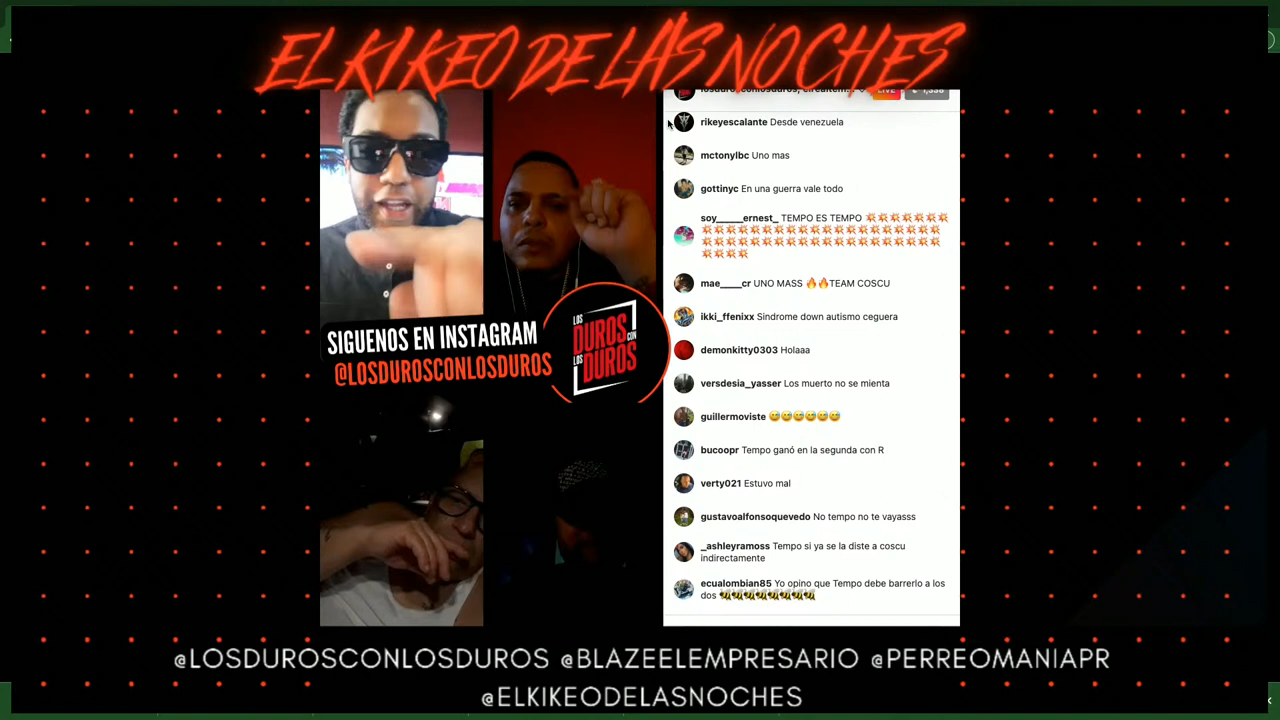 EL KIKEO DE LAS NOCHES
LIVE
rikeyescalante Desde venezuela
mctonylbc Uno mas
gottinyc En una guerra vale todo
soy_____ernest_ TEMPO ES TEMPO 💥💥💥💥💥💥💥
💥💥💥💥💥💥💥💥💥💥💥💥💥💥💥💥💥💥💥💥
💥💥💥💥💥💥💥💥💥💥💥💥💥💥💥💥💥💥💥💥
💥💥💥💥
mae____cr UNO MASS 🔥🔥TEAM COSCU
ikki_ffenixx Sindrome down autismo ceguera
demonkitty0303 Holaaa
versdesia_yasser Los muerto no se mienta
guillermoviste 😅😅😅😅😅😅
bucoopr Tempo ganó en la segunda con R
verty021 Estuvo mal
gustavoalfonsoquevedo No tempo no te vayasss
_ashleyramoss Tempo si ya se la diste a coscu
indirectamente
ecualombian85 Yo opino que Tempo debe barrerlo a los
dos 🐝🐝🐝🐝🐝🐝🐝🐝
SIGUENOS EN INSTAGRAM
@LOSDUROSCONLOSDUROS
LOS
DUROS CON
LOS DUROS
@LOSDUROSCONLOSDUROS @BLAZEELEMPRESARIO @PERREOMANIAPR
@ELKIKEODELASNOCHES